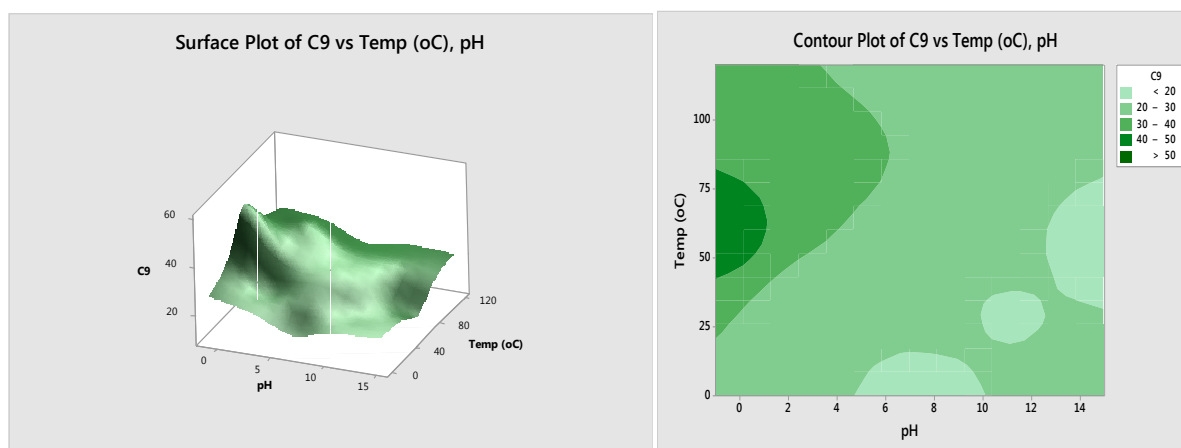 Surface Plot of C9 vs Temp (oC), pH
60
40
20
C9
0
5
10
15
pH
0
40
80
120
Temp (oC)
Contour Plot of C9 vs Temp (oC), pH
C9
< 20
20 – 30
30 – 40
40 – 50
> 50
100
75
50
25
0
Temp (oC)
0 2 4 6 8 10 12 14
pH